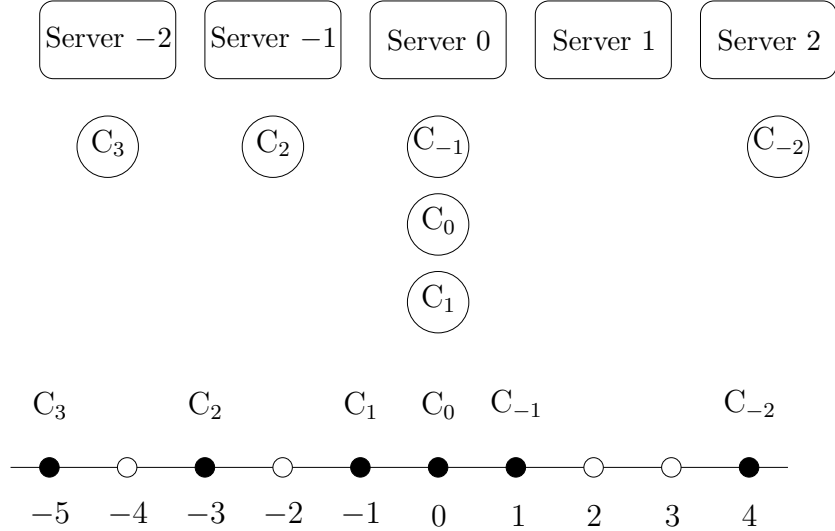 Server −2 Server −1 Server 0 Server 1 Server 2
C₃ C₂ C₋₁ C₋₂
C₀
C₁
C₃ C₂ C₁ C₀ C₋₁ C₋₂
−5 −4 −3 −2 −1 0 1 2 3 4